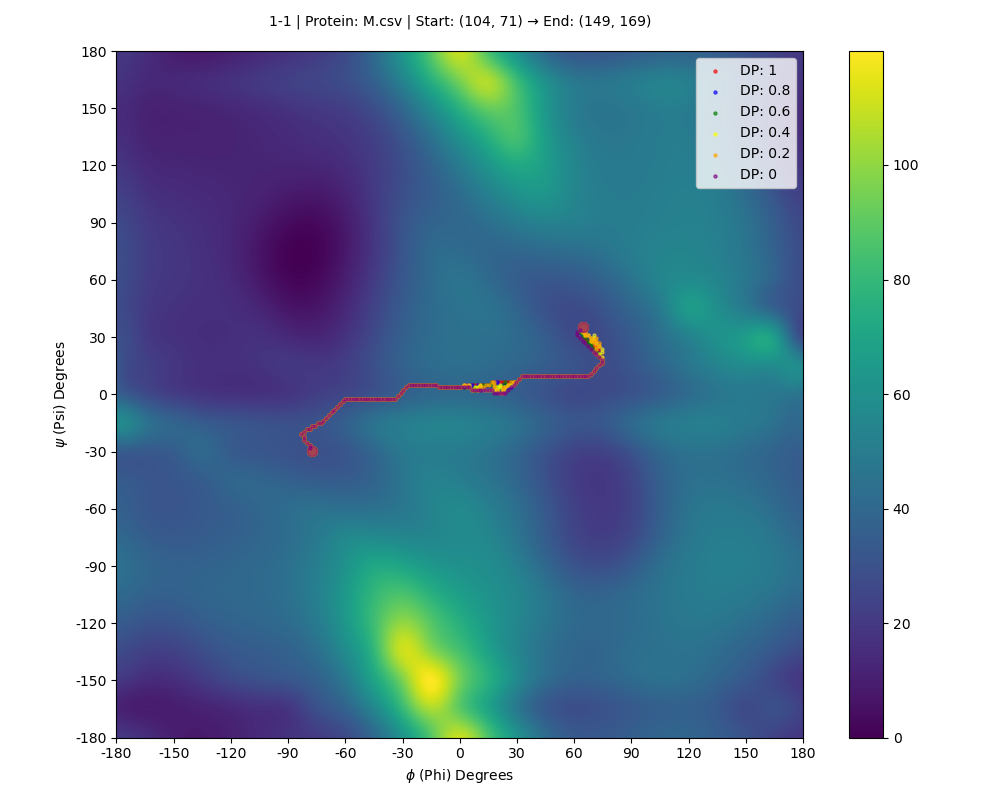 1-1 | Protein: M.csv | Start: (104, 71) → End: (149, 169)
DP: 1
DP: 0.8
DP: 0.6
DP: 0.4
DP: 0.2
DP: 0
180
150
120
90
60
30
0
-30
-60
-90
-120
-150
-180
ψ (Psi) Degrees
-180 -150 -120 -90 -60 -30 0 30 60 90 120 150 180
ϕ (Phi) Degrees
100
80
60
40
20
0